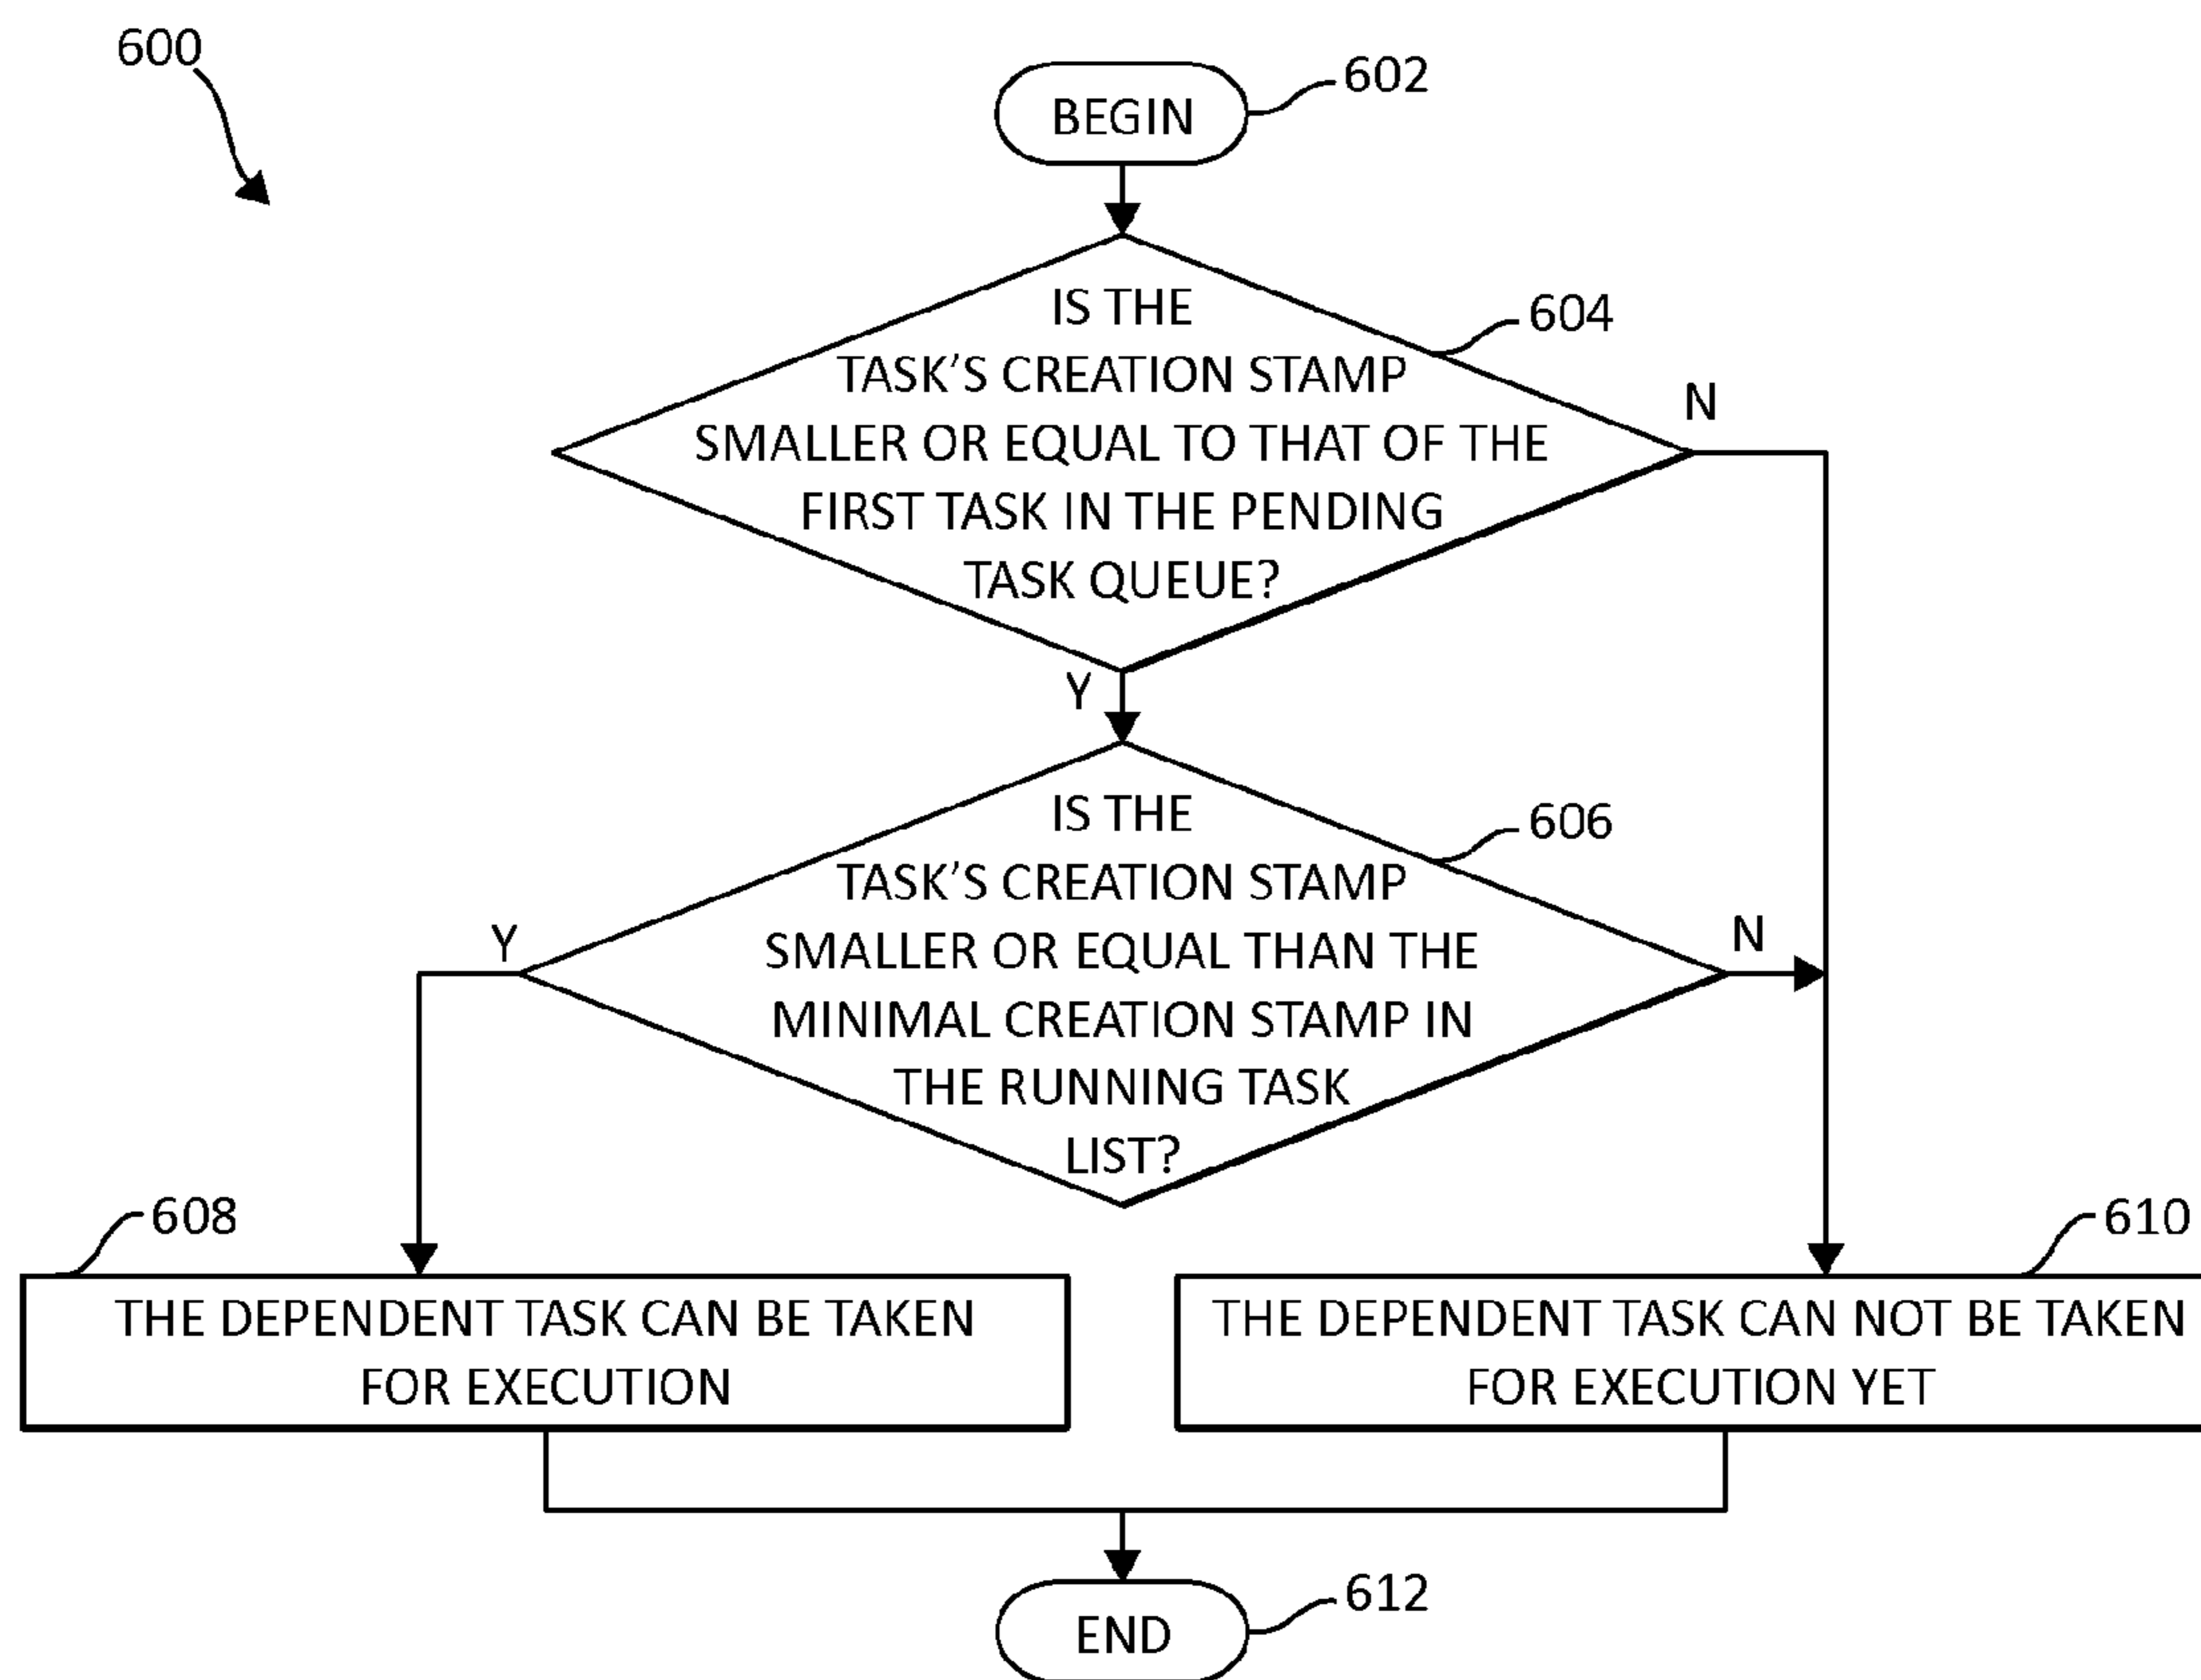 600
BEGIN
602
IS THE
TASK'S CREATION STAMP
SMALLER OR EQUAL TO THAT OF THE
FIRST TASK IN THE PENDING
TASK QUEUE?
604
N
Y
IS THE
TASK'S CREATION STAMP
SMALLER OR EQUAL THAN THE
MINIMAL CREATION STAMP IN
THE RUNNING TASK
LIST?
606
Y
N
608
THE DEPENDENT TASK CAN BE TAKEN
FOR EXECUTION
610
THE DEPENDENT TASK CAN NOT BE TAKEN
FOR EXECUTION YET
END
612